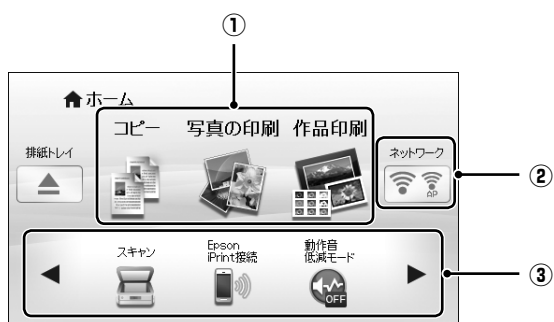 ①
ホーム
コピー 写真の印刷 作品印刷
排紙トレイ
ネットワーク
AP
②
スキャン
Epson
iPrint接続
動作音
低減モード
OFF
③